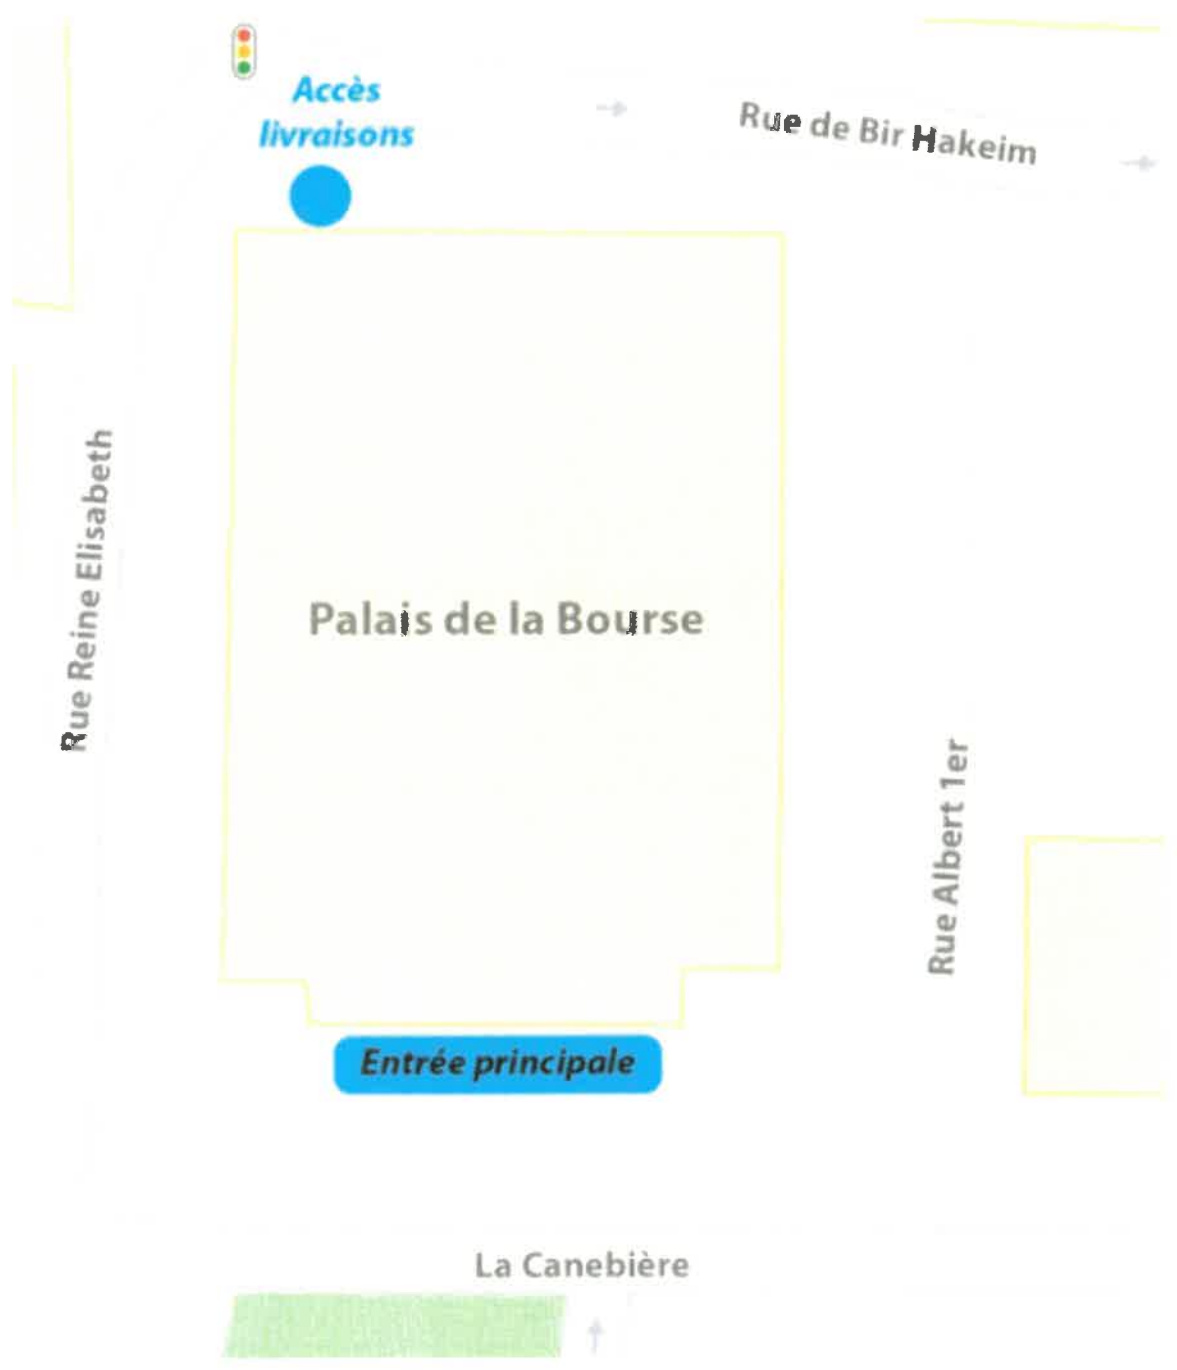 Accès
livraisons
Rue de Bir Hakeim
Rue Reine Elisabeth
Palais de la Bourse
Rue Albert 1er
Entrée principale
La Canebière